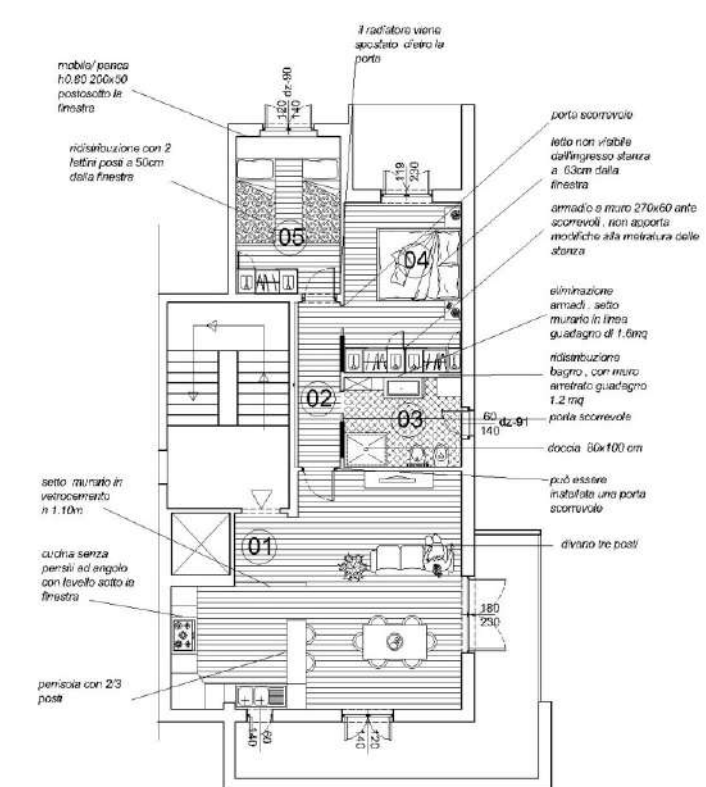 il radiatore viene
spostato dietro la
porta
mobile/ panca
h0.80 200x50
postosotto la
finestra
120 dz-90
140
ridistribuzione con 2
lettini posti a 50cm
dalla finestra
119
230
porta scorrevole
letto non visibile
dall'ingresso stanza
a 63cm dalla
finestra
armadio a muro 270x60 ante
scorrevoli , non apporta
modifiche alla metratura delle
stanza
05
04
eliminazione
armadi , setto
murario in linea
guadagno di 1.6mq
ridistribuzione
bagno , con muro
arretrato guadagno
1.2 mq
02
03
60
140
dz-91
porta scorrevole
doccia 80x100 cm
può essere
installata una porta
scorrevole
setto murario in
vetrocemento
h 1.10m
01
divano tre posti
cucina senza
pensili ad angolo
con lavello sotto la
finestra
180
230
penisola con 2/3
posti
140
60
140
120